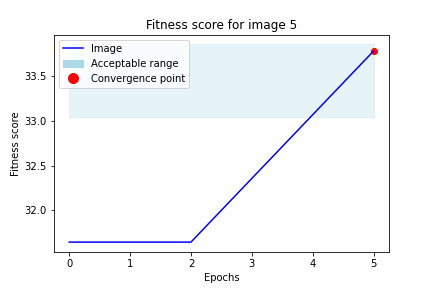 Fitness score for image 5
Image
Acceptable range
Convergence point
Fitness score
33.5
33.0
32.5
32.0
0 1 2 3 4 5
Epochs